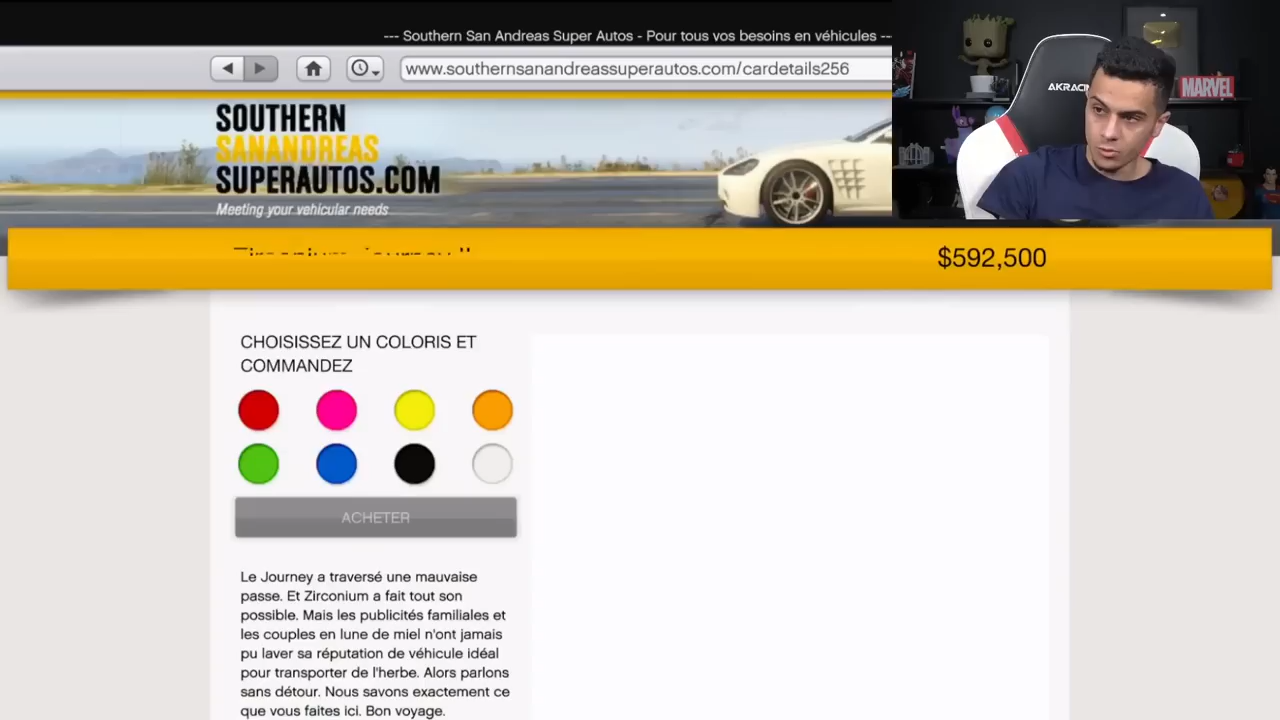 --- Southern San Andreas Super Autos - Pour tous vos besoins en véhicules --
www.southernsanandreassuperautos.com/cardetails256
SOUTHERN
SANANDREAS
SUPERAUTOS.COM
Meeting your vehicular needs
AKRACIN
MARVEL
$592,500
CHOISISSEZ UN COLORIS ET
COMMANDEZ
ACHETER
Le Journey a traversé une mauvaise
passe. Et Zirconium a fait tout son
possible. Mais les publicités familiales et
les couples en lune de miel n'ont jamais
pu laver sa réputation de véhicule idéal
pour transporter de l'herbe. Alors parlons
sans détour. Nous savons exactement ce
que vous faites ici. Bon voyage.